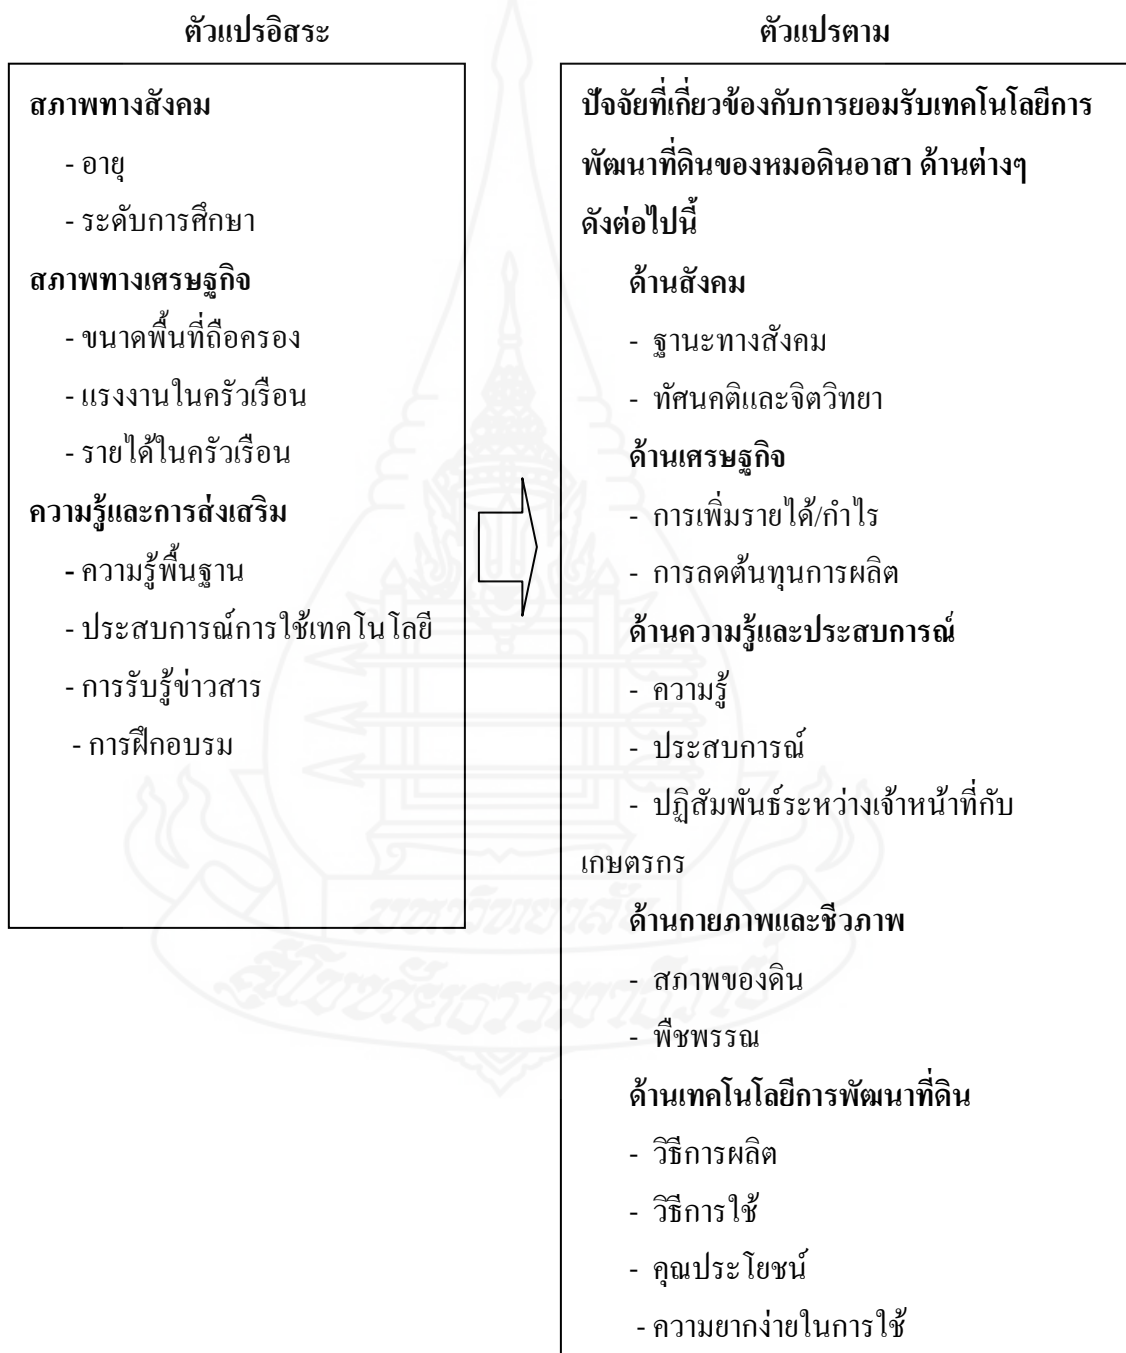 ตัวแปรอิสระ
สภาพทางสังคม
- อายุ
- ระดับการศึกษา
สภาพทางเศรษฐกิจ
- ขนาดพื้นที่ถือครอง
- แรงงานในครัวเรือน
- รายได้ในครัวเรือน
ความรู้และการส่งเสริม
- ความรู้พื้นฐาน
- ประสบการณ์การใช้เทคโนโลยี
- การรับรู้ข่าวสาร
- การฝึกอบรม
ตัวแปรตาม
ปัจจัยที่เกี่ยวข้องกับการยอมรับเทคโนโลยีการ
พัฒนาที่ดินของหมอดินอาสา ด้านต่างๆ
ดังต่อไปนี้
ด้านสังคม
- ฐานะทางสังคม
- ทัศนคติและจิตวิทยา
ด้านเศรษฐกิจ
- การเพิ่มรายได้/กำไร
- การลดต้นทุนการผลิต
ด้านความรู้และประสบการณ์
- ความรู้
- ประสบการณ์
- ปฏิสัมพันธ์ระหว่างเจ้าหน้าที่กับ
เกษตรกร
ด้านกายภาพและชีวภาพ
- สภาพของดิน
- พืชพรรณ
ด้านเทคโนโลยีการพัฒนาที่ดิน
- วิธีการผลิต
- วิธีการใช้
- คุณประโยชน์
- ความยากง่ายในการใช้
มหาวิทยาลัย
สุโขทัยธรรมาธิราช